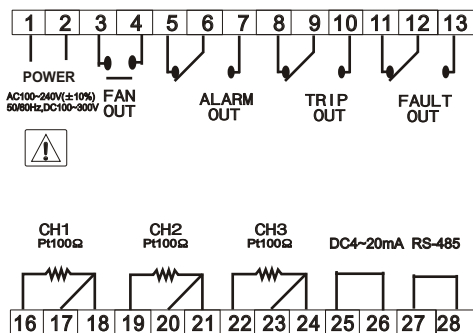 1 2 3 4 5 6 7 8 9 10 11 12 13
POWER
AC100~240V(±10%)
50/60Hz,DC100~300V
FAN
OUT
ALARM
OUT
TRIP
OUT
FAULT
OUT
CH1
Pt100Ω
CH2
Pt100Ω
CH3
Pt100Ω
DC4~20mA RS-485
16 17 18 19 20 21 22 23 24 25 26 27 28